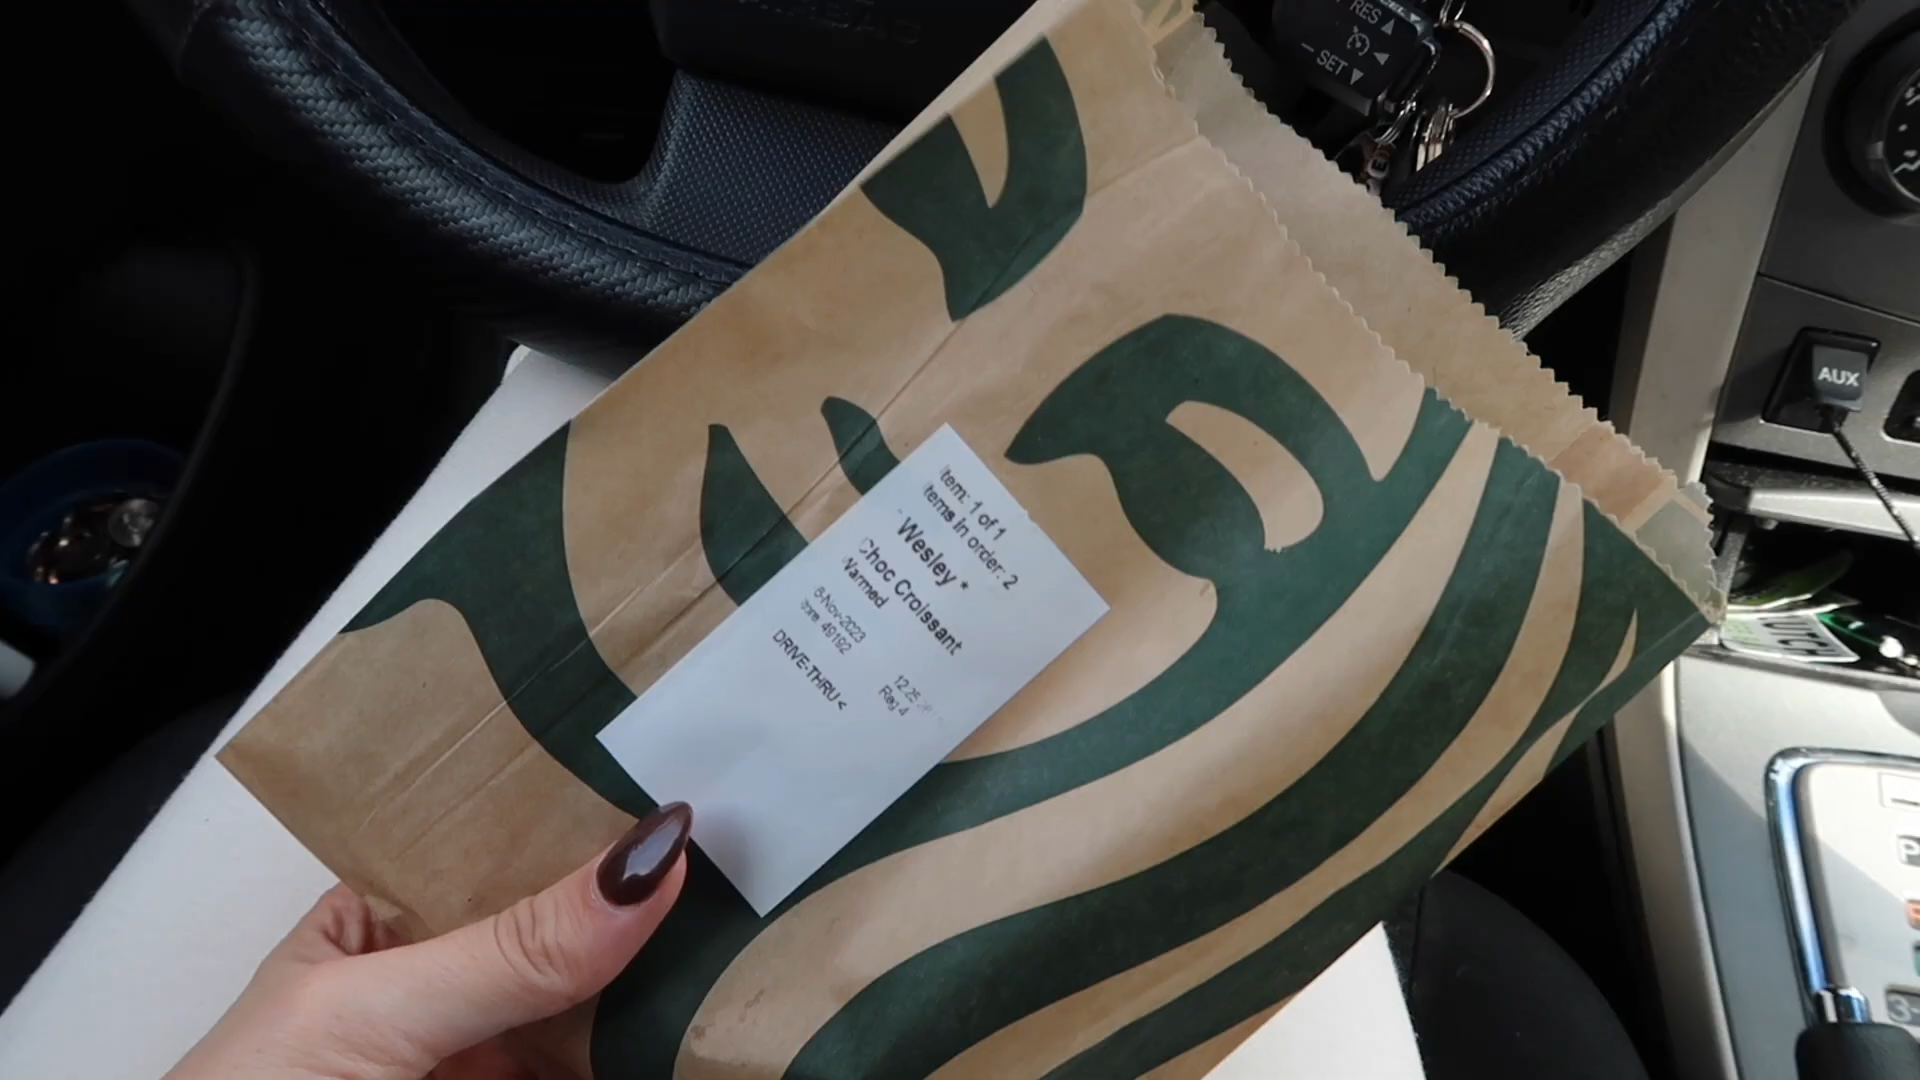 RES
SET
AUX
Item: 1 of 1
Items in order: 2
Wesley *
Choc Croissant
Warmed
8-Nov-2023
Store: 49192
Reg 4
DRIVE-THRU <
P